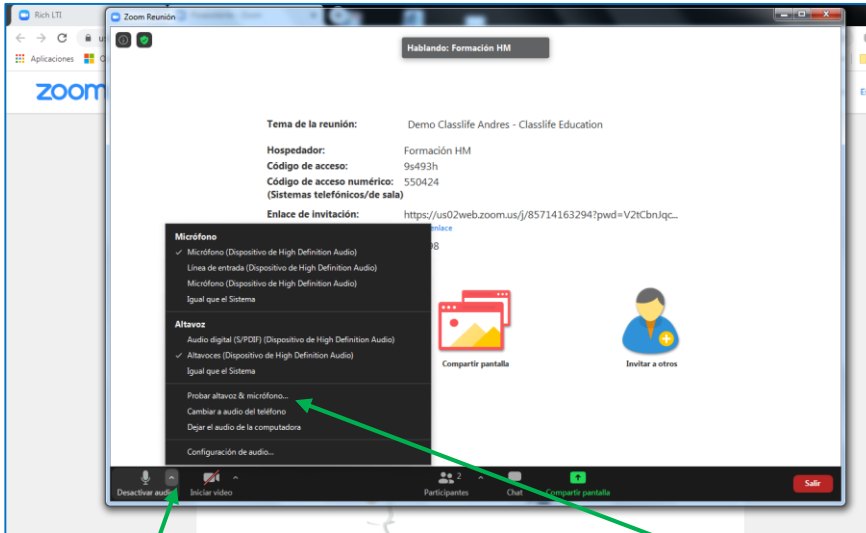 Rich LTI
Zoom Reunión
Aplicaciones
zoom
Hablando: Formación HM
Tema de la reunión: Demo Classlife Andres - Classlife Education
Hospedador: Formación HM
Código de acceso: 9s493h
Código de acceso numérico: 550424
(Sistemas telefónicos/de sala)
Enlace de invitación: https://us02web.zoom.us/j/85714163294?pwd=V2tCbnJqc...
enlace
98
Micrófono
✓ Micrófono (Dispositivo de High Definition Audio)
Línea de entrada (Dispositivo de High Definition Audio)
Micrófono (Dispositivo de High Definition Audio)
Igual que el Sistema
Altavoz
Audio digital (S/PDIF) (Dispositivo de High Definition Audio)
✓ Altavoces (Dispositivo de High Definition Audio)
Igual que el Sistema
Probar altavoz & micrófono...
Cambiar a audio del teléfono
Dejar el audio de la computadora
Configuración de audio...
Compartir pantalla
Invitar a otros
Desactivar audio
Iniciar video
Participantes 2
Chat
Compartir pantalla
Salir